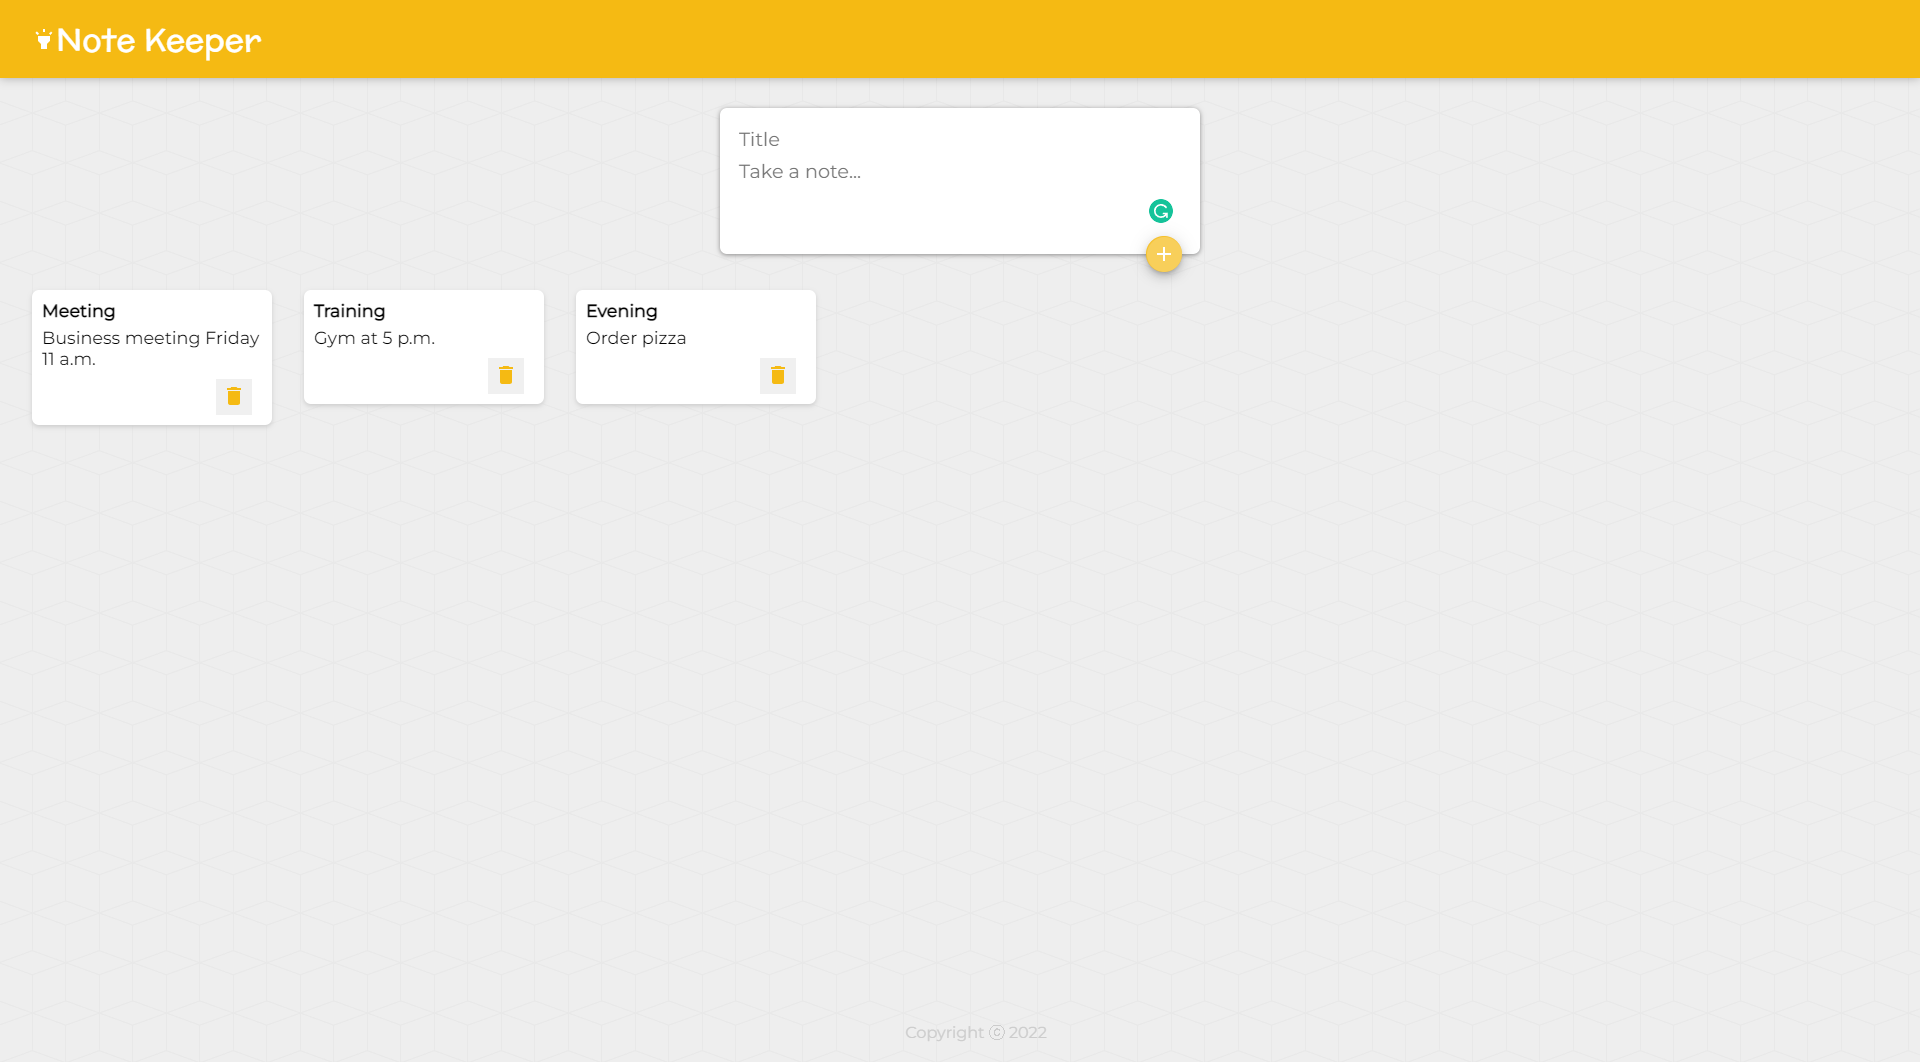 Note Keeper
Title
Take a note...
Meeting
Business meeting Friday
11 a.m.
Training
Gym at 5 p.m.
Evening
Order pizza
Copyright ⓒ 2022